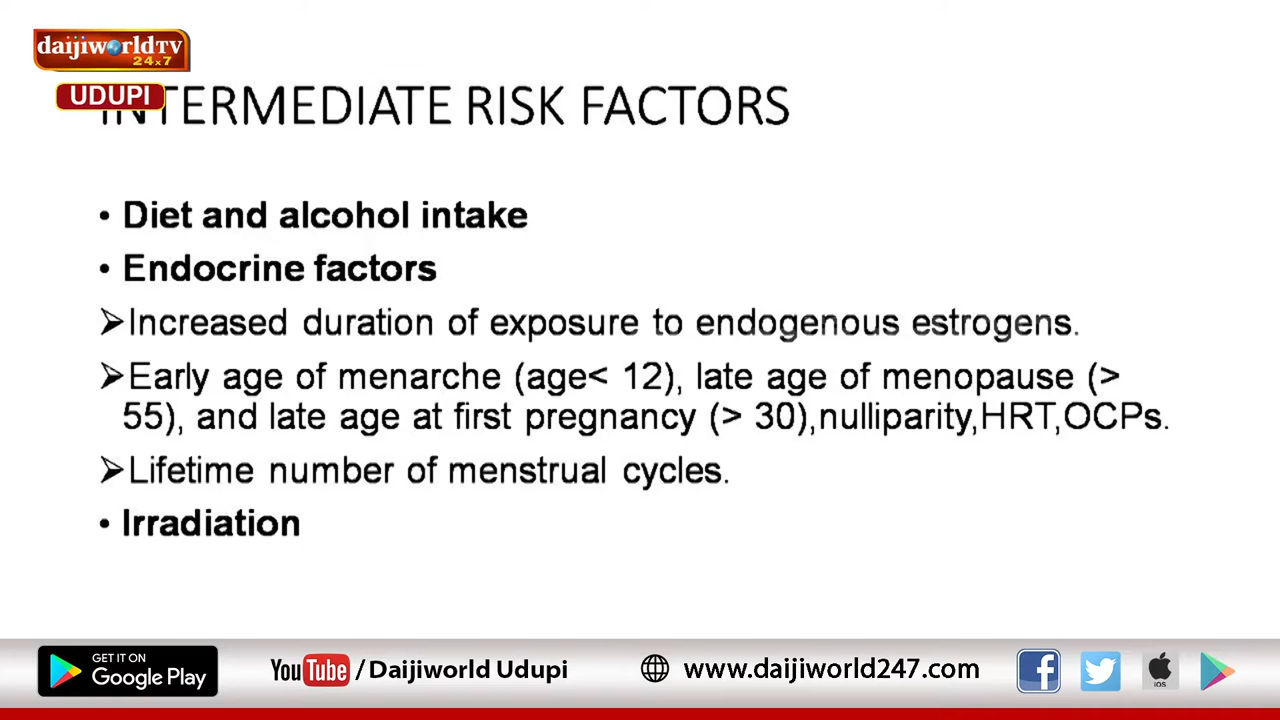 daijiworldTV
24x7
UDUPI
INTERMEDIATE RISK FACTORS
• Diet and alcohol intake
• Endocrine factors
➢Increased duration of exposure to endogenous estrogens.
➢Early age of menarche (age< 12), late age of menopause (>
55), and late age at first pregnancy (> 30),nulliparity,HRT,OCPs.
➢Lifetime number of menstrual cycles.
• Irradiation
GET IT ON
Google Play
YouTube /Daijiworld Udupi
www.daijiworld247.com
f
iOS